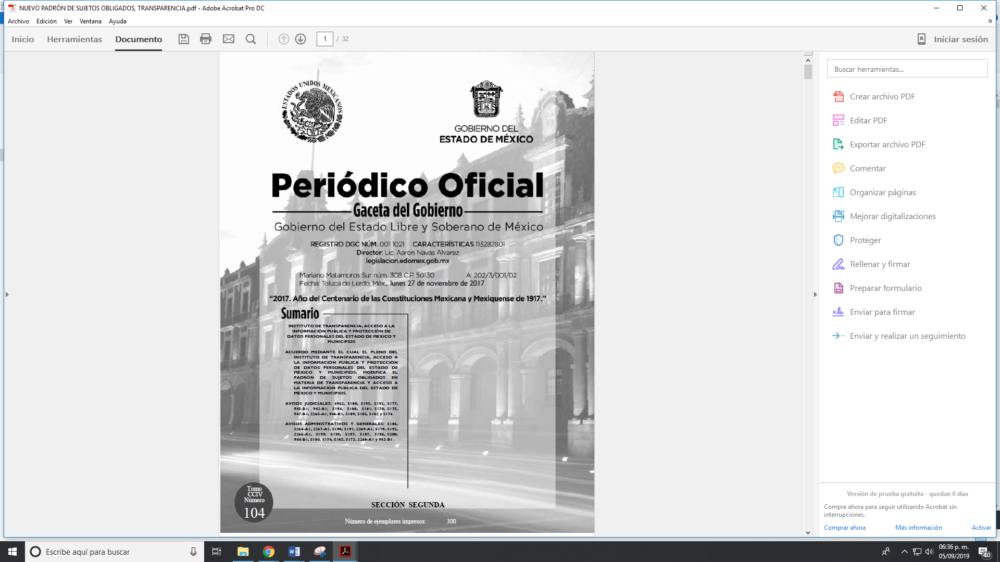 NUEVO PADRÓN DE SUJETOS OBLIGADOS, TRANSPARENCIA.pdf - Adobe Acrobat Pro DC
Archivo Edición Ver Ventana Ayuda
Inicio Herramientas Documento 1 / 32 Iniciar sesión
ESTADOS UNIDOS MEXICANOS
GOBIERNO DEL
ESTADO DE MÉXICO
Periódico Oficial
Gaceta del Gobierno
Gobierno del Estado Libre y Soberano de México
REGISTRO DGC NÚM. 001 1021 CARACTERÍSTICAS 113282801
Director: Lic. Aarón Navas Alvarez
legislacion.edomex.gob.mx
Mariano Matamoros Sur núm. 308 C.P. 50130 A: 202/3/001/02
Fecha: Toluca de Lerdo, Méx., lunes 27 de noviembre de 2017
“2017. Año del Centenario de las Constituciones Mexicana y Mexiquense de 1917.”
Sumario
INSTITUTO DE TRANSPARENCIA, ACCESO A LA
INFORMACIÓN PÚBLICA Y PROTECCIÓN DE
DATOS PERSONALES DEL ESTADO DE MÉXICO Y
MUNICIPIOS
ACUERDO MEDIANTE EL CUAL EL PLENO DEL
INSTITUTO DE TRANSPARENCIA, ACCESO A
LA INFORMACIÓN PÚBLICA Y PROTECCIÓN
DE DATOS PERSONALES DEL ESTADO DE
MÉXICO Y MUNICIPIOS, MODIFICA EL
PADRÓN DE SUJETOS OBLIGADOS EN
MATERIA DE TRANSPARENCIA Y ACCESO A
LA INFORMACIÓN PÚBLICA DEL ESTADO DE
MÉXICO Y MUNICIPIOS.
AVISOS JUDICIALES: 4962, 5180, 5195, 5193, 5177,
945-B1, 942-B1, 5194, 5188, 5181, 5178, 5175,
947-B1, 2265-A1, 946-B1, 5189, 5185, 5182 y 5176.
AVISOS ADMINISTRATIVOS Y GENERALES: 5186,
2264-A1, 2267-A1, 5190, 5191, 2269-A1, 5179, 5192,
2266-A1, 5199, 5198, 5197, 5187, 5196, 5200,
944-B1, 5184, 5174, 5183, 5173, 2268-A1 y 943-B1.
Tomo
CCIV
Número
104
SECCIÓN SEGUNDA
Número de ejemplares impresos: 300
Buscar herramientas...
Crear archivo PDF
Editar PDF
Exportar archivo PDF
Comentar
Organizar páginas
Mejorar digitalizaciones
Proteger
Rellenar y firmar
Preparar formulario
Enviar para firmar
Enviar y realizar un seguimiento
Versión de prueba gratuita - quedan 0 días
Compre ahora para seguir utilizando Acrobat sin
interrupciones.
Comprar ahora Más información Activar
Escribe aquí para buscar
06:36 p. m.
05/09/2019
40